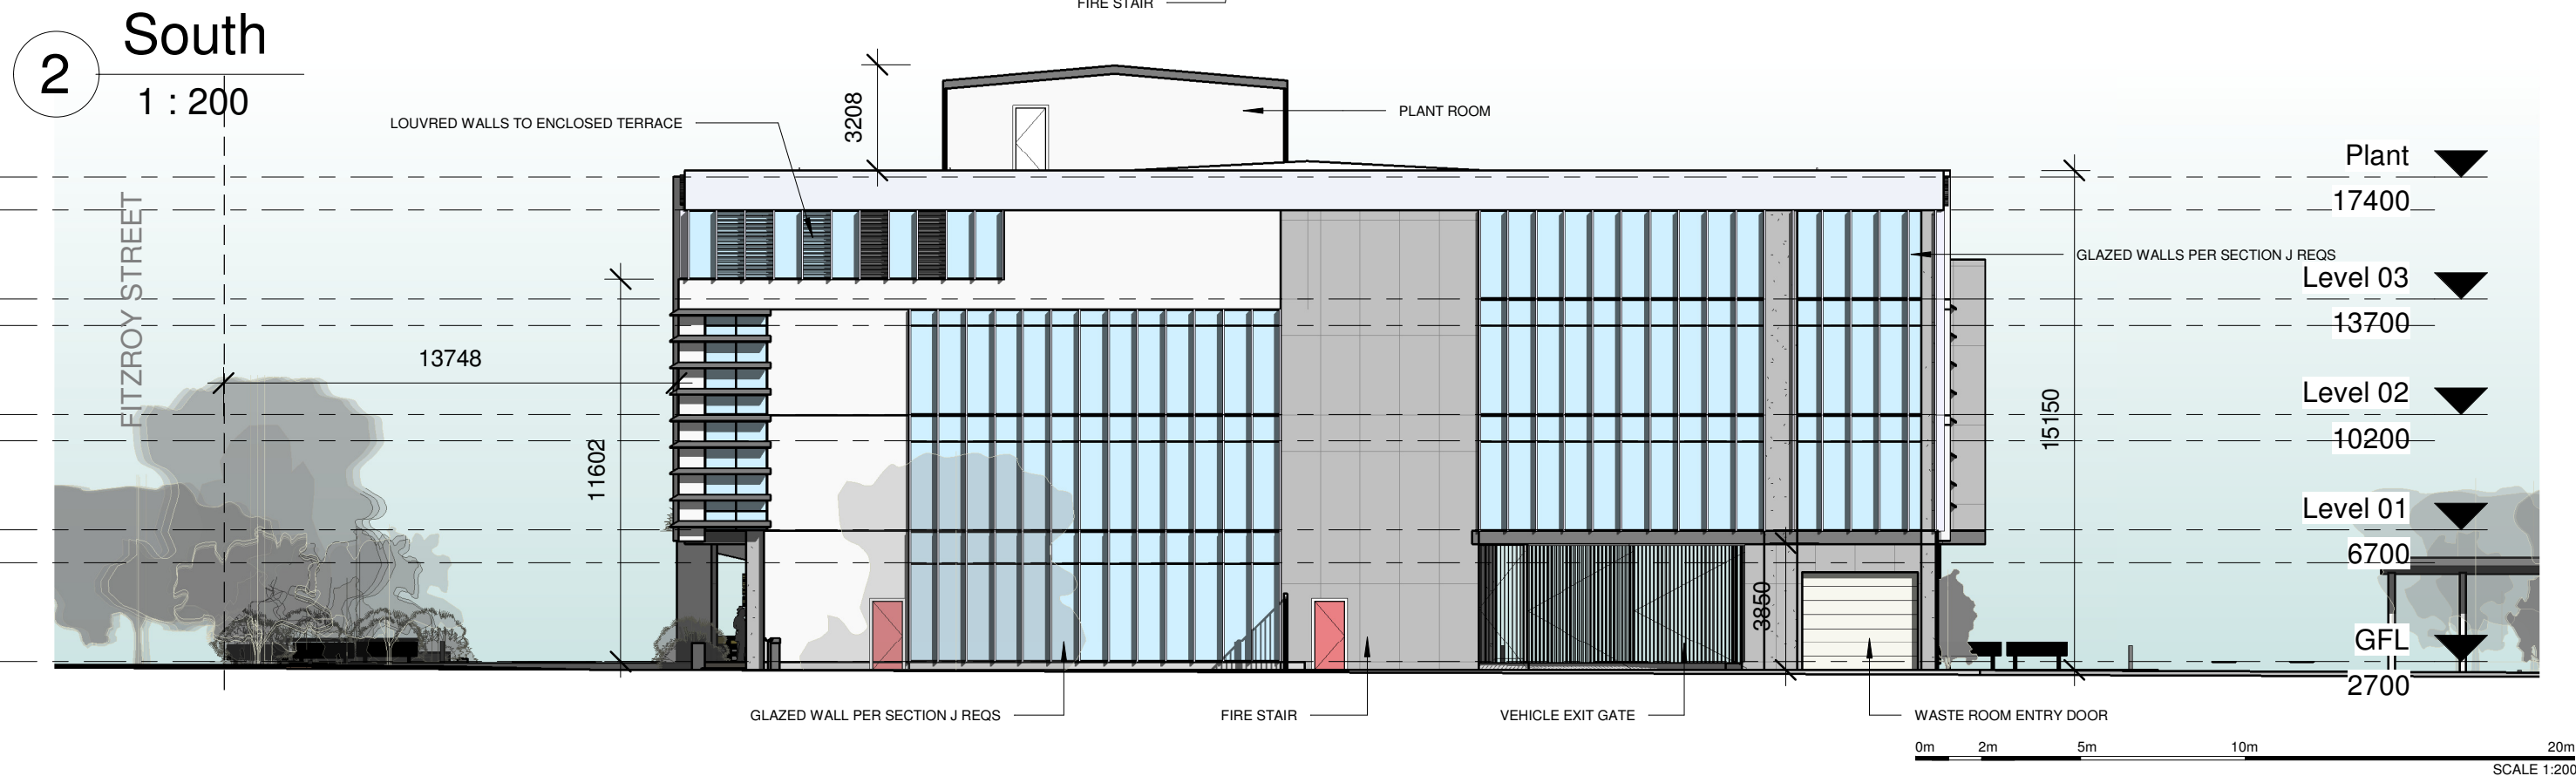 FIRE STAIR
2
South
1 : 200
LOUVRED WALLS TO ENCLOSED TERRACE
3208
PLANT ROOM
Plant
17400
FITZROY STREET
GLAZED WALLS PER SECTION J REQS
Level 03
13700
13748
Level 02
10200
15150
11602
Level 01
6700
3850
GFL
2700
GLAZED WALL PER SECTION J REQS
FIRE STAIR
VEHICLE EXIT GATE
WASTE ROOM ENTRY DOOR
0m 2m 5m 10m 20m
SCALE 1:200